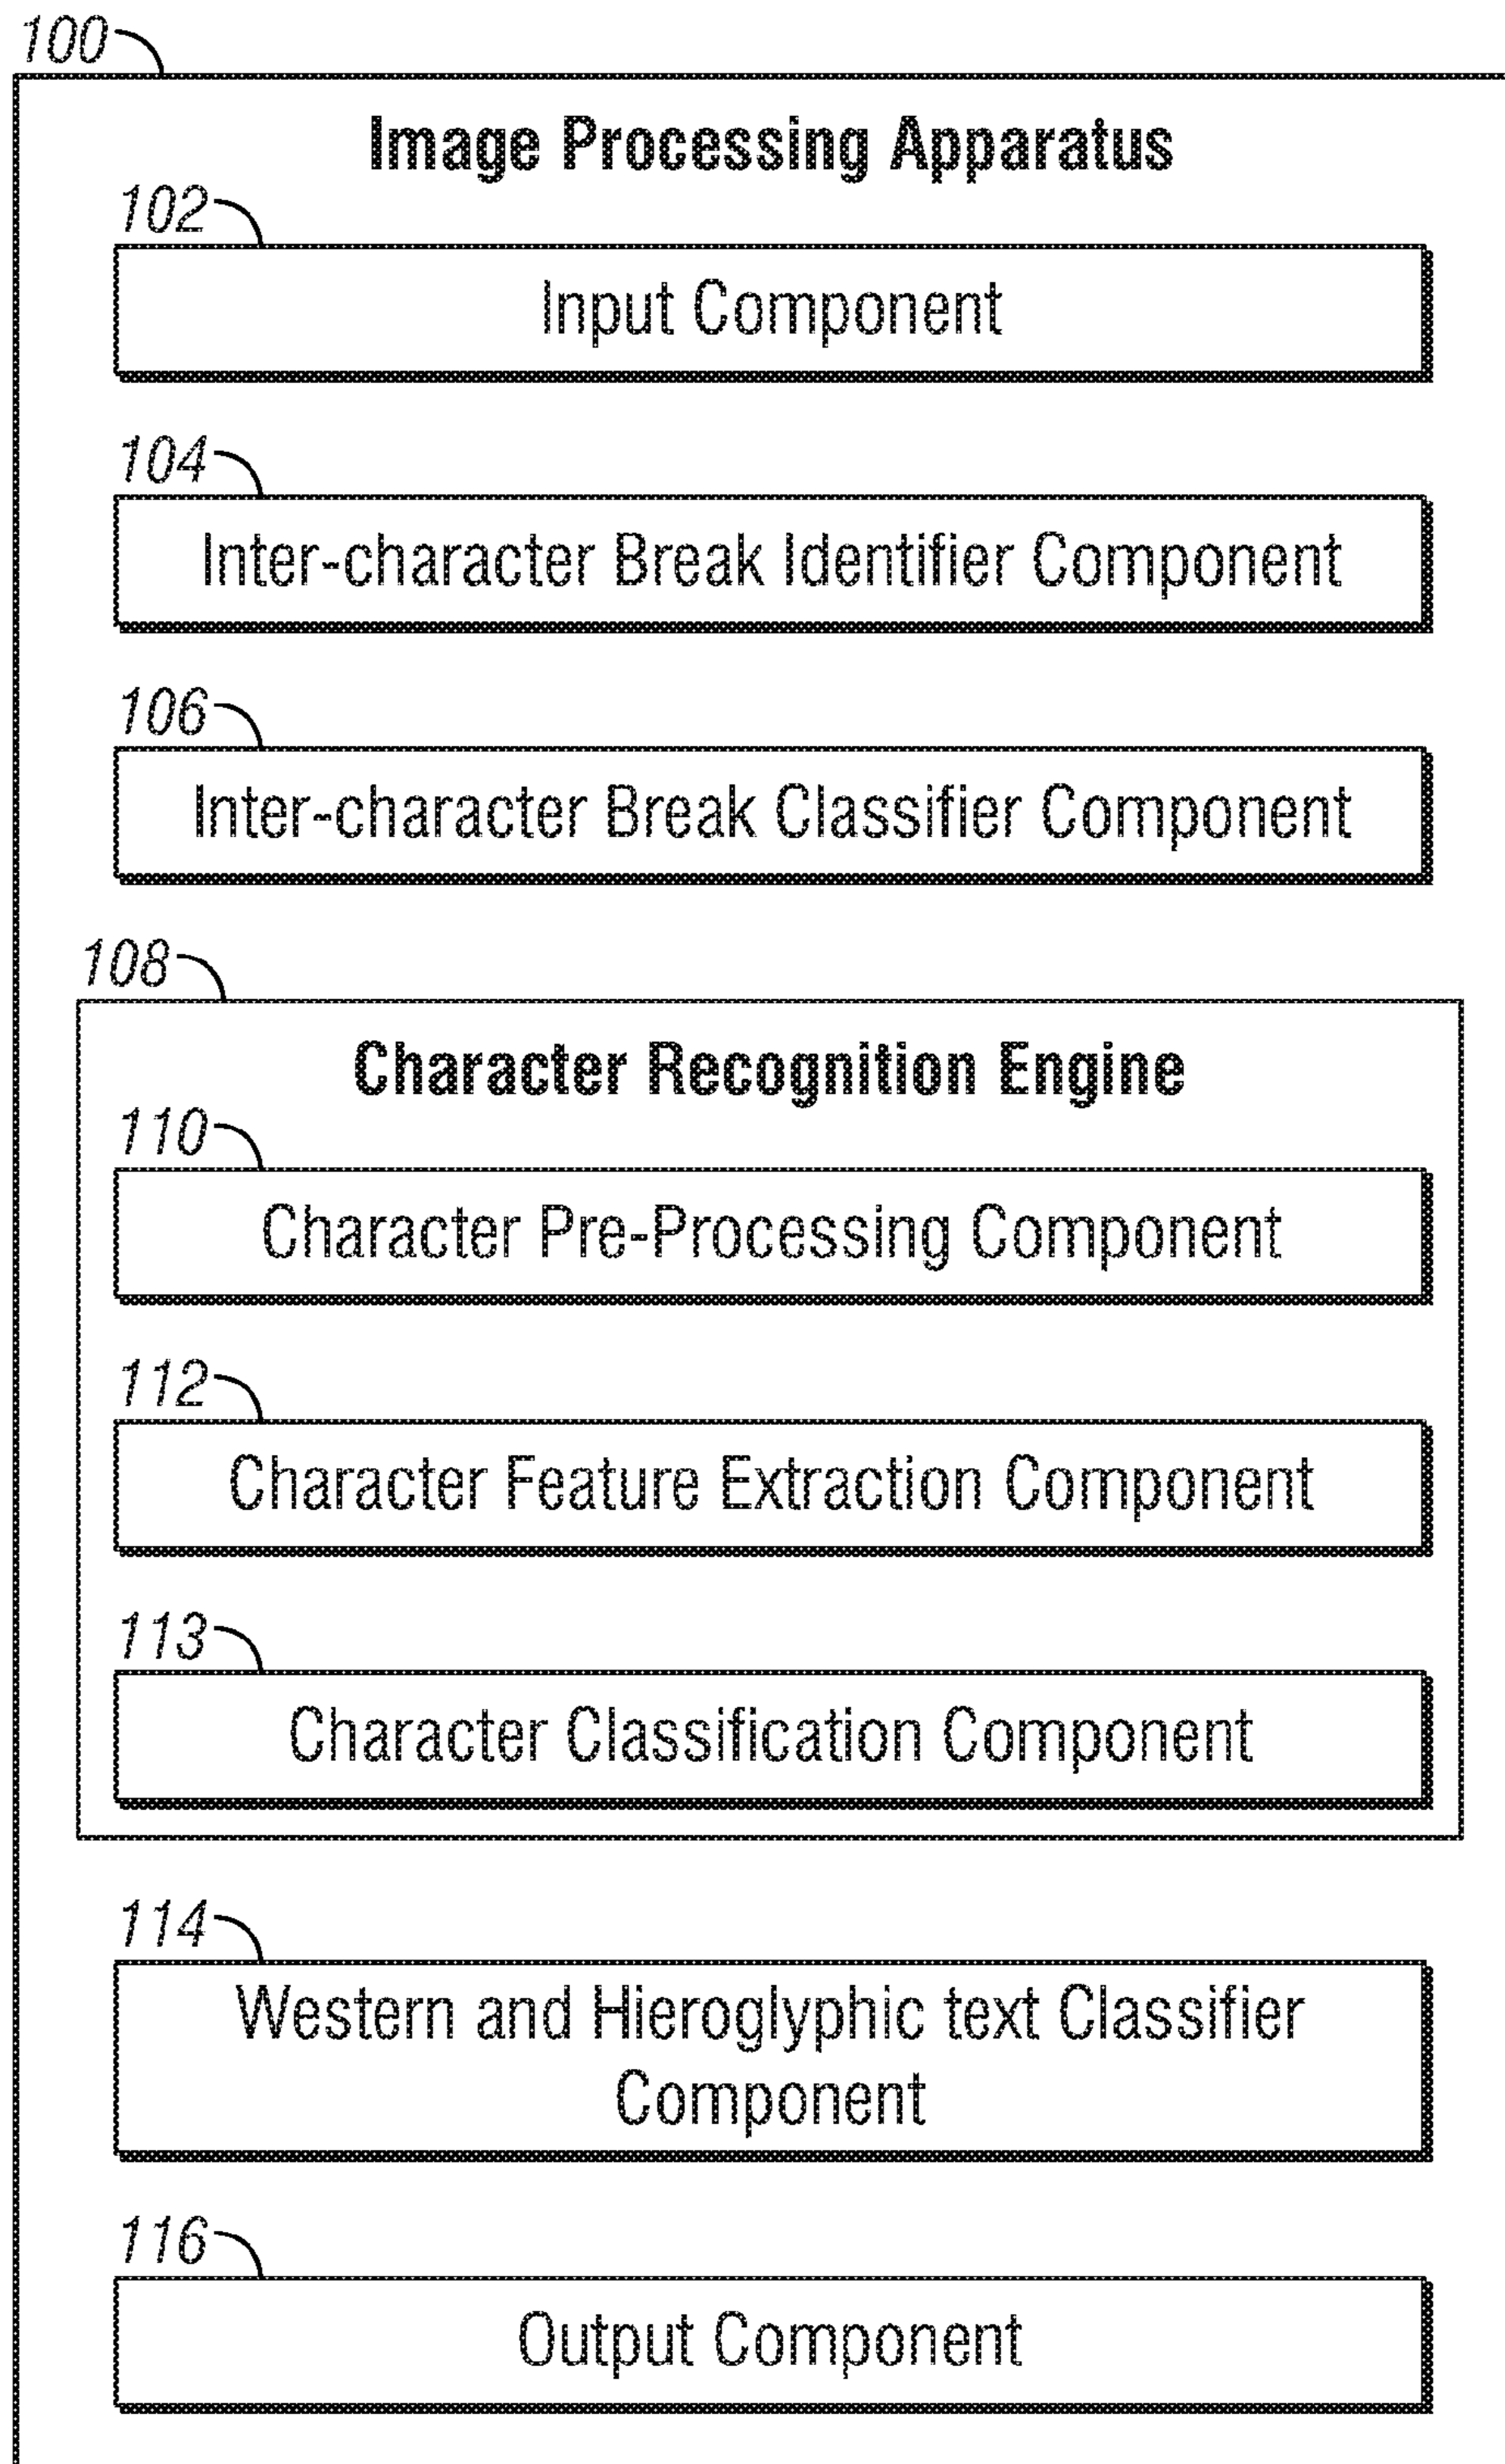 100
Image Processing Apparatus
102
Input Component
104
Inter-character Break Identifier Component
106
Inter-character Break Classifier Component
108
Character Recognition Engine
110
Character Pre-Processing Component
112
Character Feature Extraction Component
113
Character Classification Component
114
Western and Hieroglyphic text Classifier
Component
116
Output Component